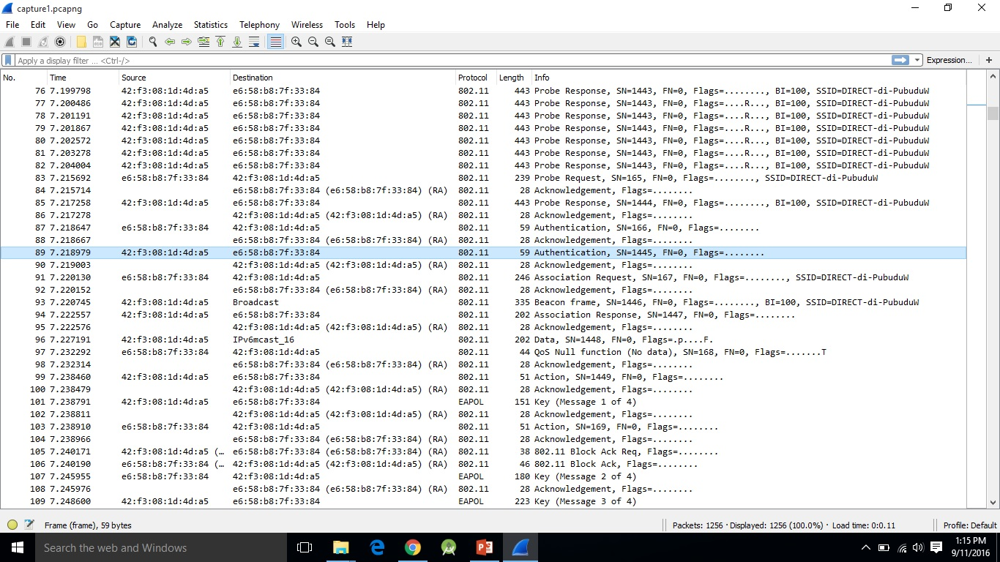 capture1.pcapng
File Edit View Go Capture Analyze Statistics Telephony Wireless Tools Help
Apply a display filter ... <Ctrl-/> Expression... +
No. Time Source Destination Protocol Length Info
76 7.199798 42:f3:08:1d:4d:a5 e6:58:b8:7f:33:84 802.11 443 Probe Response, SN=1443, FN=0, Flags=........, BI=100, SSID=DIRECT-di-PubuduW
77 7.200486 42:f3:08:1d:4d:a5 e6:58:b8:7f:33:84 802.11 443 Probe Response, SN=1443, FN=0, Flags=....R..., BI=100, SSID=DIRECT-di-PubuduW
78 7.201191 42:f3:08:1d:4d:a5 e6:58:b8:7f:33:84 802.11 443 Probe Response, SN=1443, FN=0, Flags=....R..., BI=100, SSID=DIRECT-di-PubuduW
79 7.201867 42:f3:08:1d:4d:a5 e6:58:b8:7f:33:84 802.11 443 Probe Response, SN=1443, FN=0, Flags=....R..., BI=100, SSID=DIRECT-di-PubuduW
80 7.202572 42:f3:08:1d:4d:a5 e6:58:b8:7f:33:84 802.11 443 Probe Response, SN=1443, FN=0, Flags=....R..., BI=100, SSID=DIRECT-di-PubuduW
81 7.203278 42:f3:08:1d:4d:a5 e6:58:b8:7f:33:84 802.11 443 Probe Response, SN=1443, FN=0, Flags=....R..., BI=100, SSID=DIRECT-di-PubuduW
82 7.204004 42:f3:08:1d:4d:a5 e6:58:b8:7f:33:84 802.11 443 Probe Response, SN=1443, FN=0, Flags=....R..., BI=100, SSID=DIRECT-di-PubuduW
83 7.215692 e6:58:b8:7f:33:84 42:f3:08:1d:4d:a5 802.11 239 Probe Request, SN=165, FN=0, Flags=........, SSID=DIRECT-di-PubuduW
84 7.215714 e6:58:b8:7f:33:84 (e6:58:b8:7f:33:84) (RA) 802.11 28 Acknowledgement, Flags=........
85 7.217258 42:f3:08:1d:4d:a5 e6:58:b8:7f:33:84 802.11 443 Probe Response, SN=1444, FN=0, Flags=........, BI=100, SSID=DIRECT-di-PubuduW
86 7.217278 42:f3:08:1d:4d:a5 (42:f3:08:1d:4d:a5) (RA) 802.11 28 Acknowledgement, Flags=........
87 7.218647 e6:58:b8:7f:33:84 42:f3:08:1d:4d:a5 802.11 59 Authentication, SN=166, FN=0, Flags=........
88 7.218667 e6:58:b8:7f:33:84 (e6:58:b8:7f:33:84) (RA) 802.11 28 Acknowledgement, Flags=........
89 7.218979 42:f3:08:1d:4d:a5 e6:58:b8:7f:33:84 802.11 59 Authentication, SN=1445, FN=0, Flags=........
90 7.219003 42:f3:08:1d:4d:a5 (42:f3:08:1d:4d:a5) (RA) 802.11 28 Acknowledgement, Flags=........
91 7.220130 e6:58:b8:7f:33:84 42:f3:08:1d:4d:a5 802.11 246 Association Request, SN=167, FN=0, Flags=........, SSID=DIRECT-di-PubuduW
92 7.220152 e6:58:b8:7f:33:84 (e6:58:b8:7f:33:84) (RA) 802.11 28 Acknowledgement, Flags=........
93 7.220745 42:f3:08:1d:4d:a5 Broadcast 802.11 335 Beacon frame, SN=1446, FN=0, Flags=........, BI=100, SSID=DIRECT-di-PubuduW
94 7.222557 42:f3:08:1d:4d:a5 e6:58:b8:7f:33:84 802.11 202 Association Response, SN=1447, FN=0, Flags=........
95 7.222576 42:f3:08:1d:4d:a5 (42:f3:08:1d:4d:a5) (RA) 802.11 28 Acknowledgement, Flags=........
96 7.227191 42:f3:08:1d:4d:a5 IPv6mcast_16 802.11 202 Data, SN=1448, FN=0, Flags=.p....F.
97 7.232292 e6:58:b8:7f:33:84 42:f3:08:1d:4d:a5 802.11 44 QoS Null function (No data), SN=168, FN=0, Flags=.......T
98 7.232314 e6:58:b8:7f:33:84 (e6:58:b8:7f:33:84) (RA) 802.11 28 Acknowledgement, Flags=........
99 7.238460 42:f3:08:1d:4d:a5 e6:58:b8:7f:33:84 802.11 51 Action, SN=1449, FN=0, Flags=........
100 7.238479 42:f3:08:1d:4d:a5 (42:f3:08:1d:4d:a5) (RA) 802.11 28 Acknowledgement, Flags=........
101 7.238791 42:f3:08:1d:4d:a5 e6:58:b8:7f:33:84 EAPOL 151 Key (Message 1 of 4)
102 7.238811 42:f3:08:1d:4d:a5 (42:f3:08:1d:4d:a5) (RA) 802.11 28 Acknowledgement, Flags=........
103 7.238910 e6:58:b8:7f:33:84 42:f3:08:1d:4d:a5 802.11 51 Action, SN=169, FN=0, Flags=........
104 7.238966 e6:58:b8:7f:33:84 (e6:58:b8:7f:33:84) (RA) 802.11 28 Acknowledgement, Flags=........
105 7.240171 42:f3:08:1d:4d:a5 (… e6:58:b8:7f:33:84 (e6:58:b8:7f:33:84) (RA) 802.11 38 802.11 Block Ack Req, Flags=........
106 7.240190 e6:58:b8:7f:33:84 (… 42:f3:08:1d:4d:a5 (42:f3:08:1d:4d:a5) (RA) 802.11 46 802.11 Block Ack, Flags=........
107 7.245955 e6:58:b8:7f:33:84 42:f3:08:1d:4d:a5 EAPOL 180 Key (Message 2 of 4)
108 7.245976 e6:58:b8:7f:33:84 (e6:58:b8:7f:33:84) (RA) 802.11 28 Acknowledgement, Flags=........
109 7.248600 42:f3:08:1d:4d:a5 e6:58:b8:7f:33:84 EAPOL 223 Key (Message 3 of 4)
Frame (frame), 59 bytes Packets: 1256 · Displayed: 1256 (100.0%) · Load time: 0:0.11 Profile: Default
Search the web and Windows 1:15 PM
9/11/2016